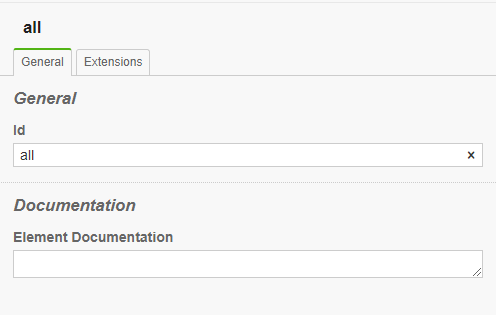 all
General Extensions
General
Id
all ×
Documentation
Element Documentation